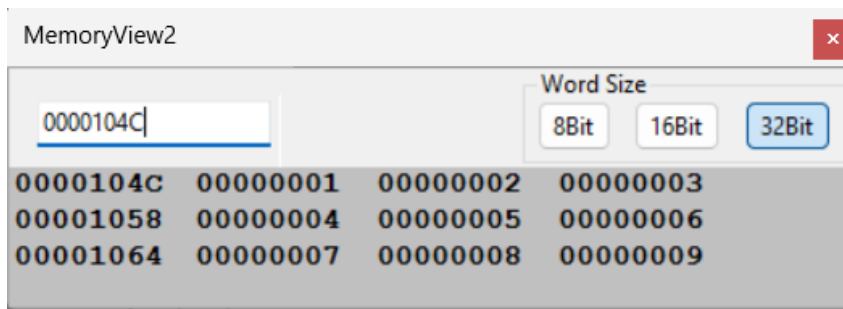 MemoryView2
Word Size
0000104C
8Bit 16Bit 32Bit
0000104C 00000001 00000002 00000003
00001058 00000004 00000005 00000006
00001064 00000007 00000008 00000009